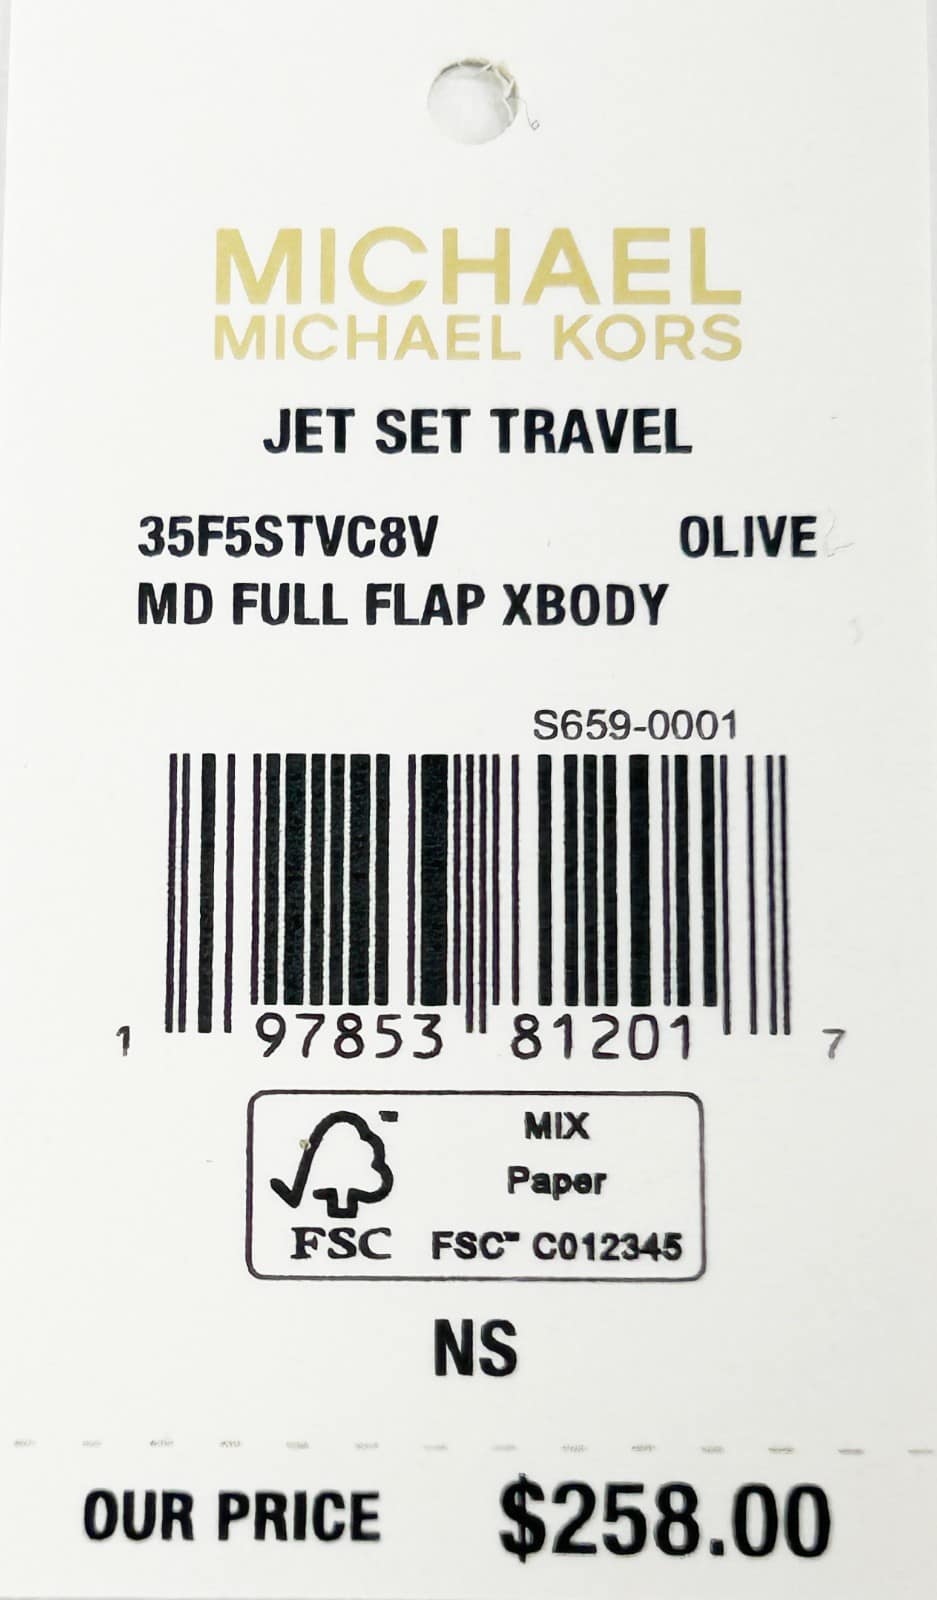 MICHAEL
MICHAEL KORS
JET SET TRAVEL
35F5STVC8V OLIVE
MD FULL FLAP XBODY
S659-0001
1 97853 81201 7
FSC
MIX
Paper
FSC™ C012345
NS
OUR PRICE $258.00